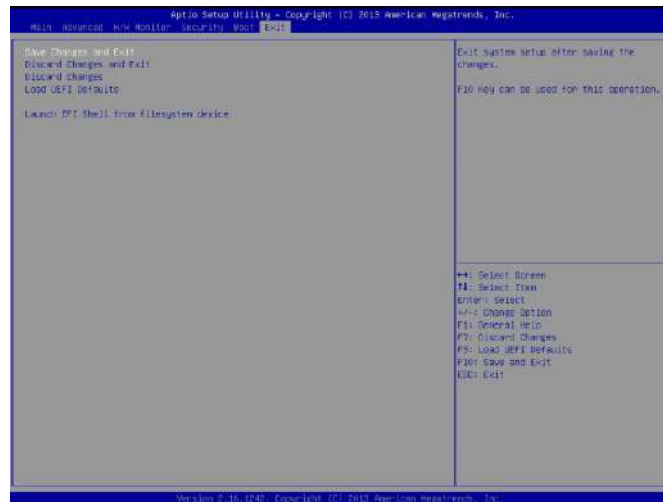 Aptio Setup Utility - Copyright (C) 2013 American Megatrends, Inc.
Main Advanced H/W Monitor Security Boot Exit
Save Changes and Exit
Discard Changes and Exit
Discard Changes
Load UEFI Defaults
Launch EFI Shell from filesystem device
Exit system setup after saving the
changes.
F10 key can be used for this operation.
→←: Select Screen
↑↓: Select Item
Enter: Select
+/-: Change Option
F1: General Help
F7: Discard Changes
F9: Load UEFI Defaults
F10: Save and Exit
ESC: Exit
Version 2.16.1242. Copyright (C) 2013 American Megatrends, Inc.